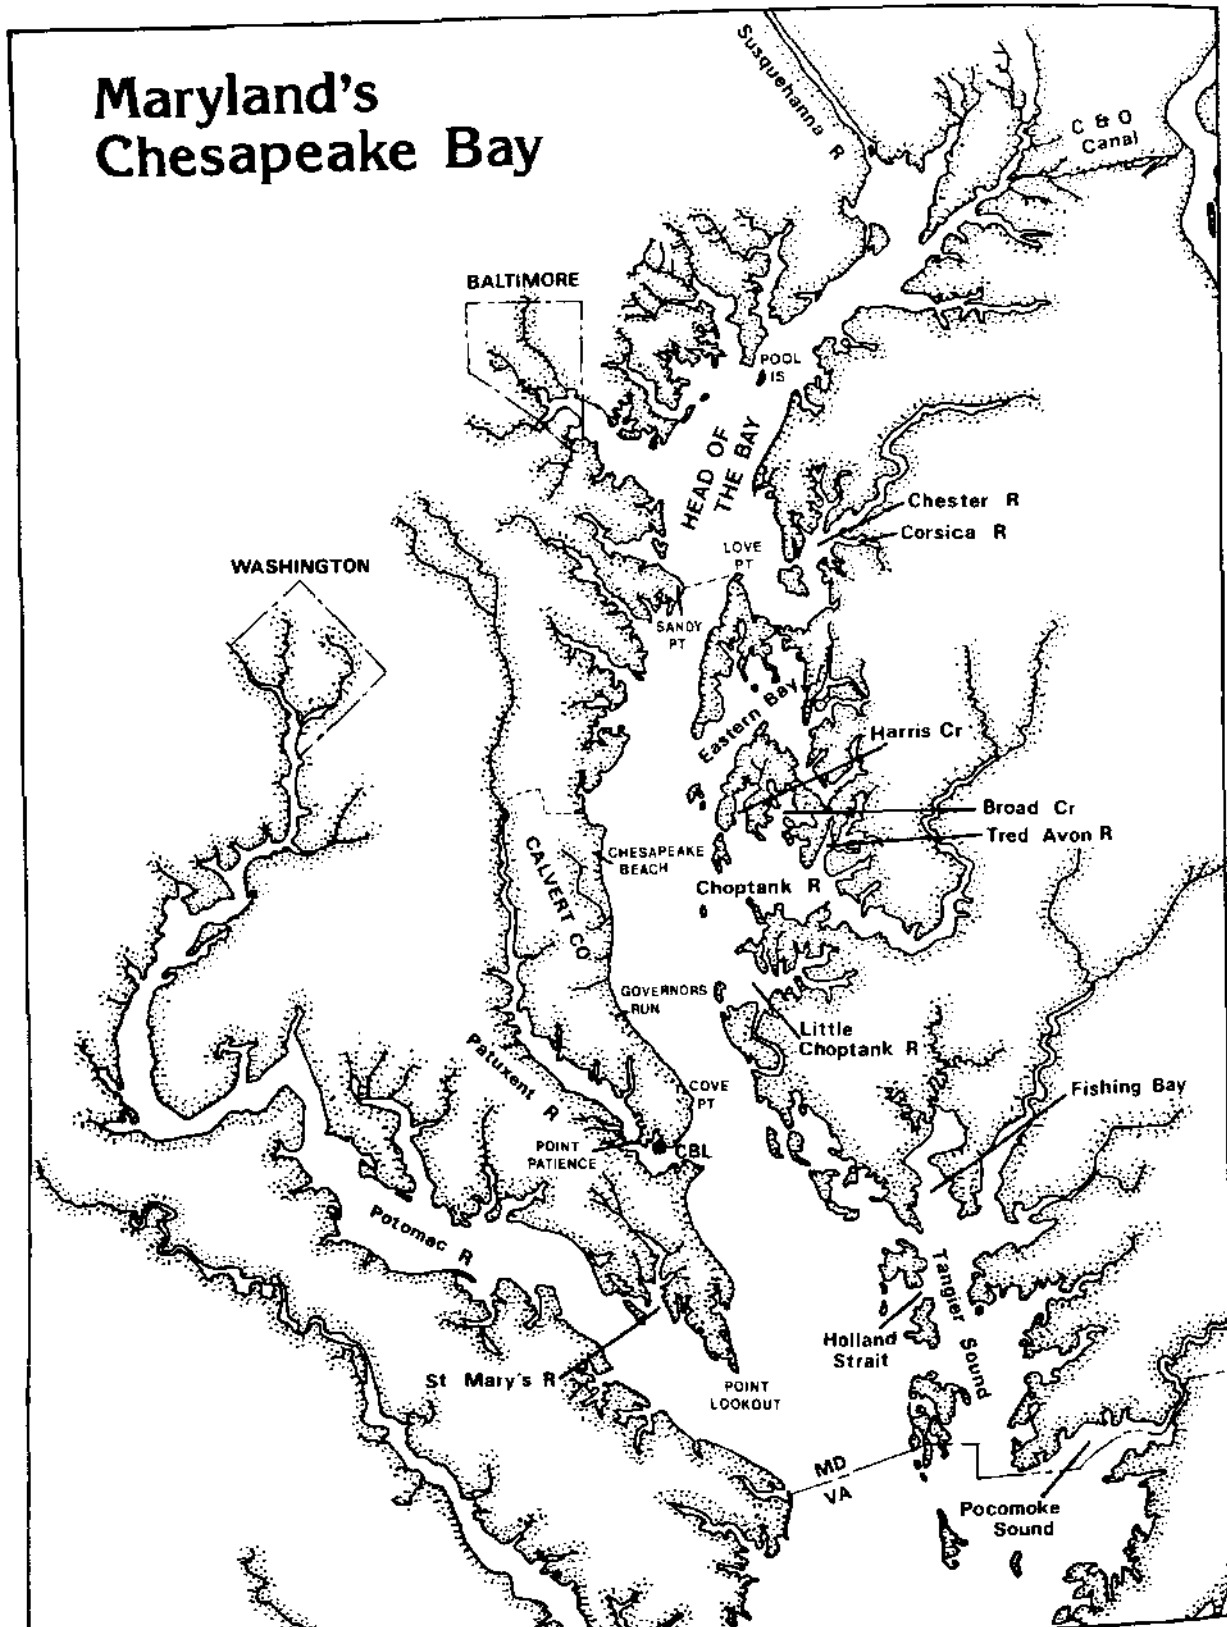 Maryland's
Chesapeake Bay
Susquehanna R
C & O
Canal
BALTIMORE
POOL
IS
HEAD OF
THE BAY
Chester R
Corsica R
LOVE
PT
WASHINGTON
SANDY
PT
Eastern Bay
Harris Cr
Broad Cr
Tred Avon R
CALVERT CO
CHESAPEAKE
BEACH
Choptank R
GOVERNORS
RUN
Little
Choptank R
Patuxent R
COVE
PT
Fishing Bay
POINT
PATIENCE
CBL
Potomac R
Tangier Sound
Holland
Strait
St Mary's R
POINT
LOOKOUT
MD
VA
Pocomoke
Sound